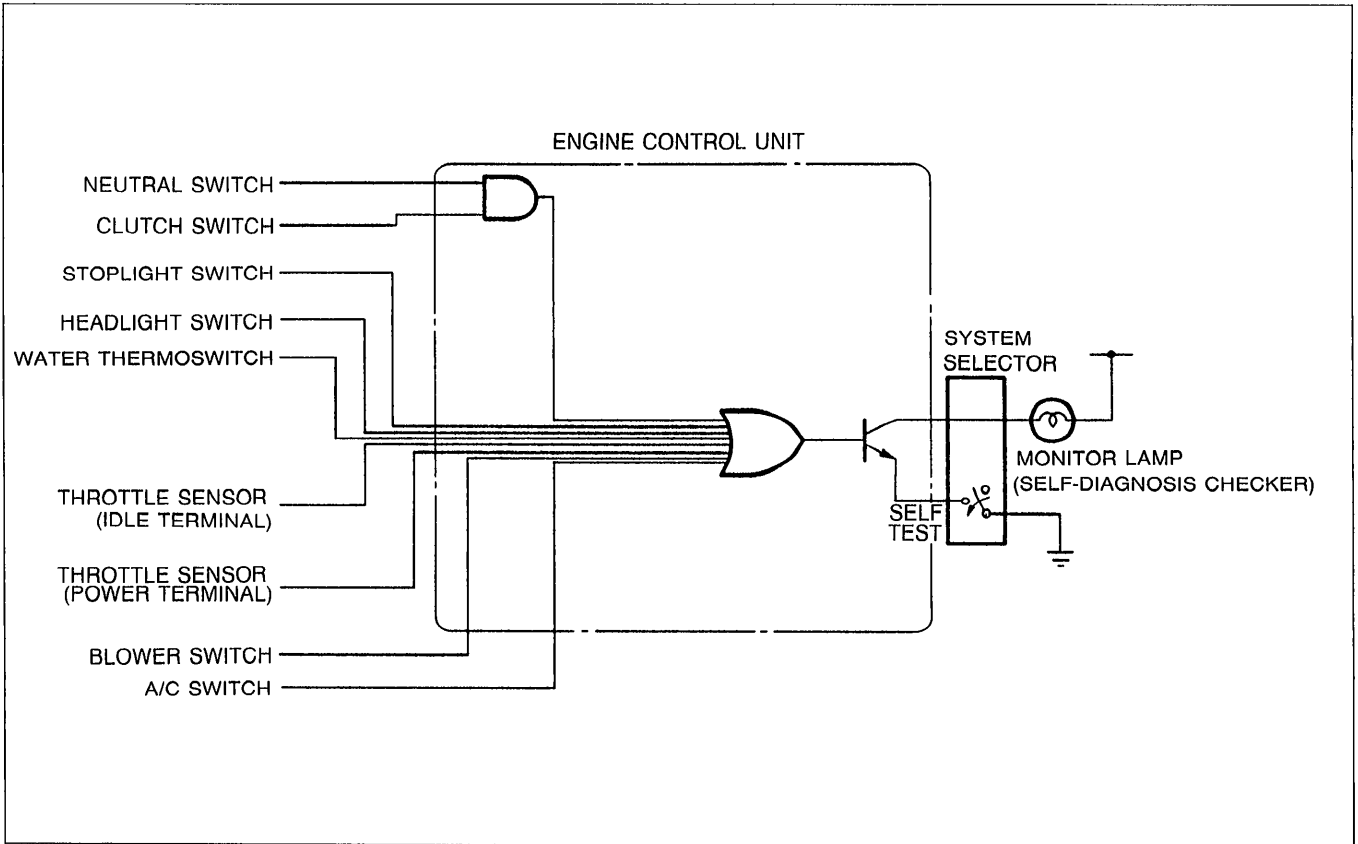 ENGINE CONTROL UNIT
NEUTRAL SWITCH
CLUTCH SWITCH
STOPLIGHT SWITCH
HEADLIGHT SWITCH
WATER THERMOSWITCH
THROTTLE SENSOR
(IDLE TERMINAL)
THROTTLE SENSOR
(POWER TERMINAL)
BLOWER SWITCH
A/C SWITCH
SYSTEM
SELECTOR
MONITOR LAMP
(SELF-DIAGNOSIS CHECKER)
SELF
TEST